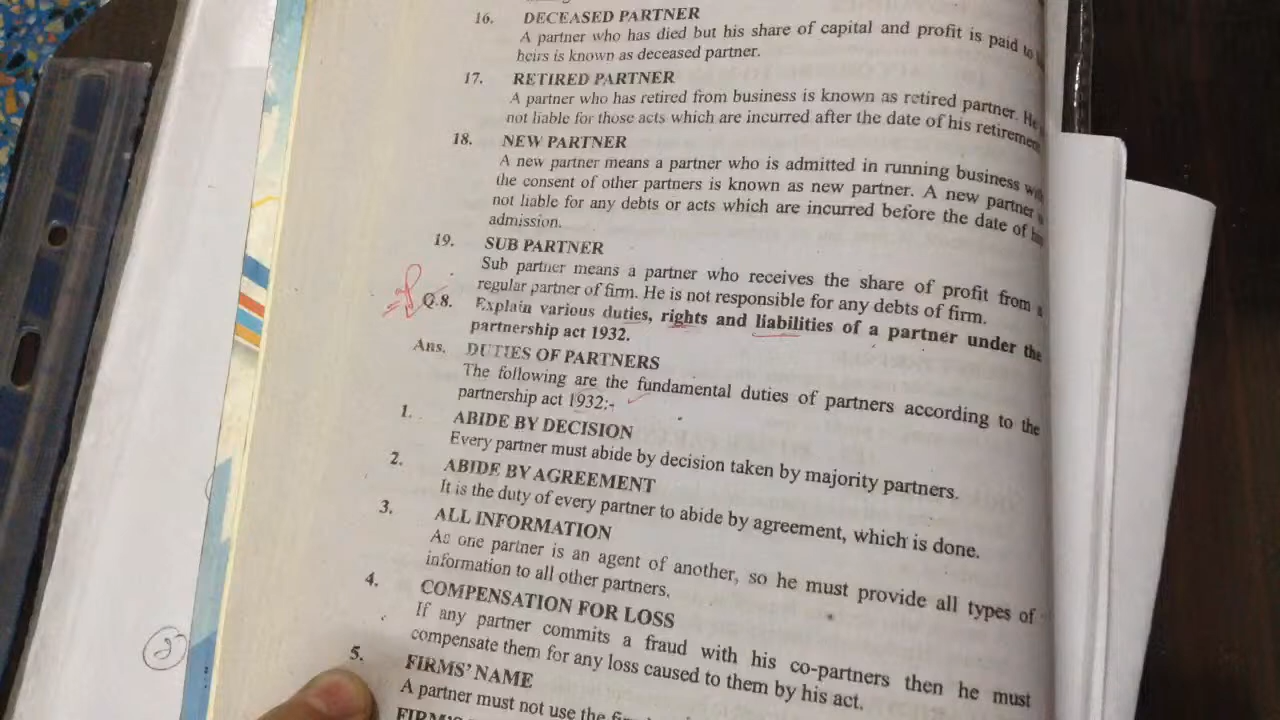 16. DECEASED PARTNER
A partner who has died but his share of capital and profit is paid to
heirs is known as deceased partner.
17. RETIRED PARTNER
A partner who has retired from business is known as retired partner. He
not liable for those acts which are incurred after the date of his retirement
18. NEW PARTNER
A new partner means a partner who is admitted in running business
the consent of other partners is known as new partner. A new partner
not liable for any debts or acts which are incurred before the date of
admission.
19. SUB PARTNER
Sub partner means a partner who receives the share of profit from a
regular partner of firm. He is not responsible for any debts of firm.
Q.8. Explain various duties, rights and liabilities of a partner under the
partnership act 1932.
Ans. DUTIES OF PARTNERS
The following are the fundamental duties of partners according to the
partnership act 1932:-
1. ABIDE BY DECISION
Every partner must abide by decision taken by majority partners.
2. ABIDE BY AGREEMENT
It is the duty of every partner to abide by agreement, which is done.
3. ALL INFORMATION
As one partner is an agent of another, so he must provide all types of
information to all other partners.
4. COMPENSATION FOR LOSS
If any partner commits a fraud with his co-partners then he must
compensate them for any loss caused to them by his act.
5. FIRMS' NAME
A partner must not use the